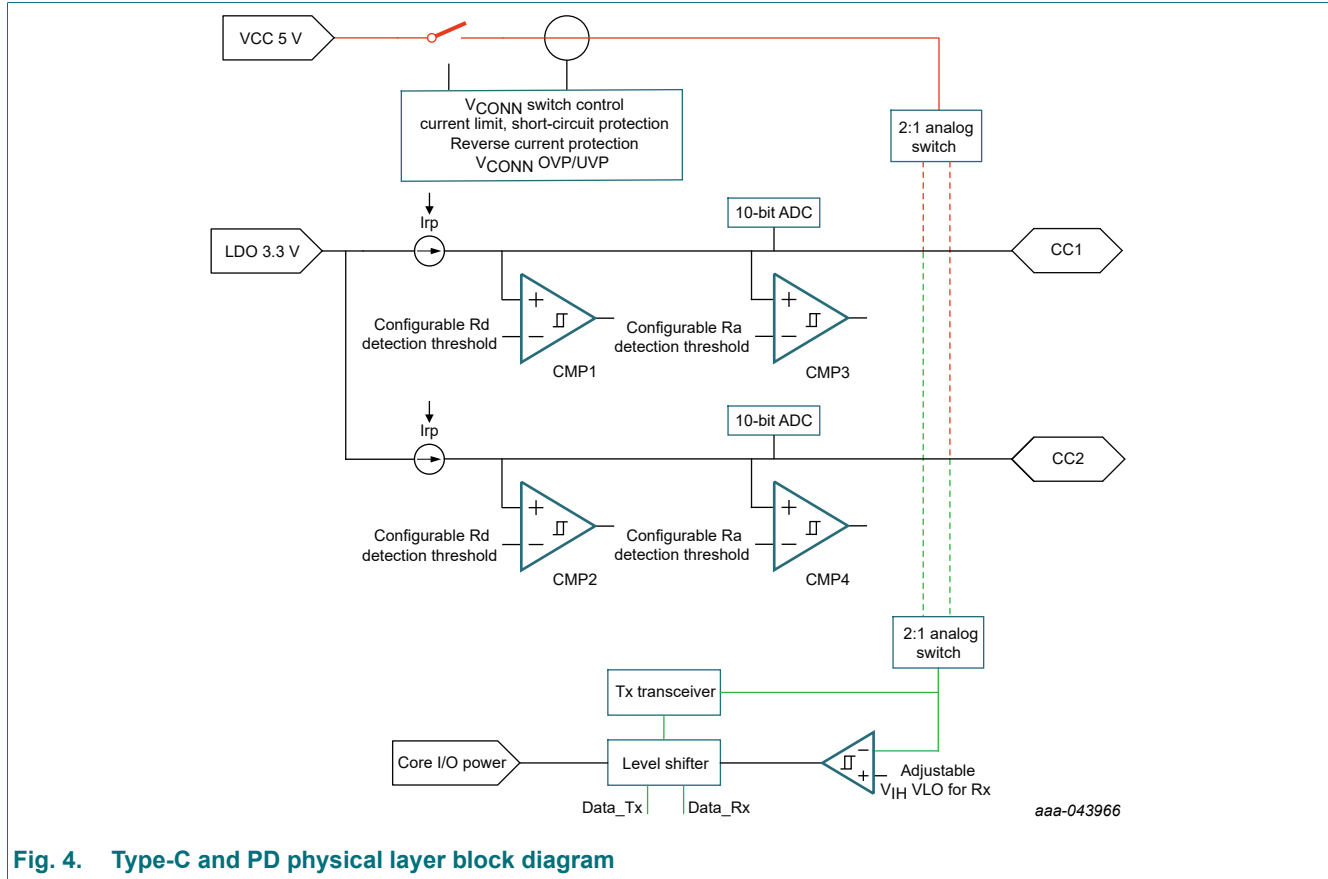 VCC 5 V
VCONN switch control
current limit, short-circuit protection
Reverse current protection
VCONN OVP/UVP
2:1 analog
switch
Irp
10-bit ADC
LDO 3.3 V
CC1
+
−
Configurable Rd
detection threshold
CMP1
+
−
Configurable Ra
detection threshold
CMP3
Irp
10-bit ADC
CC2
+
−
Configurable Rd
detection threshold
CMP2
+
−
Configurable Ra
detection threshold
CMP4
2:1 analog
switch
Tx transceiver
Core I/O power
Level shifter
−
+
Adjustable
VIH VLO for Rx
Data_Tx
Data_Rx
aaa-043966
Fig. 4. Type-C and PD physical layer block diagram